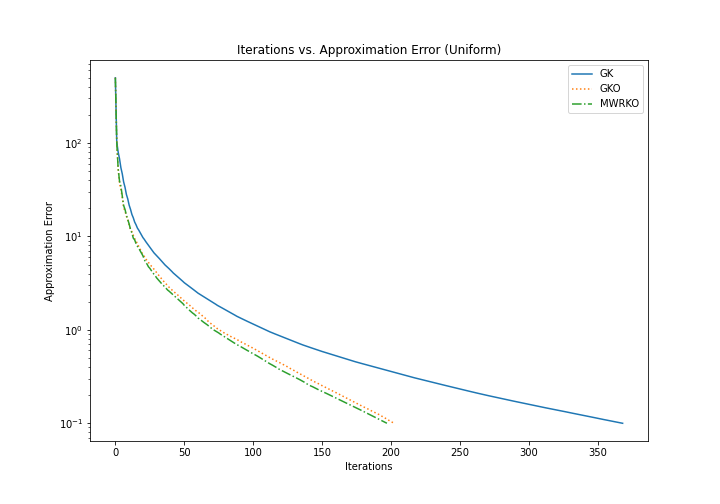 Iterations vs. Approximation Error (Uniform)
GK
GKO
MWRKO
Approximation Error
10²
10¹
10⁰
10⁻¹
0 50 100 150 200 250 300 350
Iterations